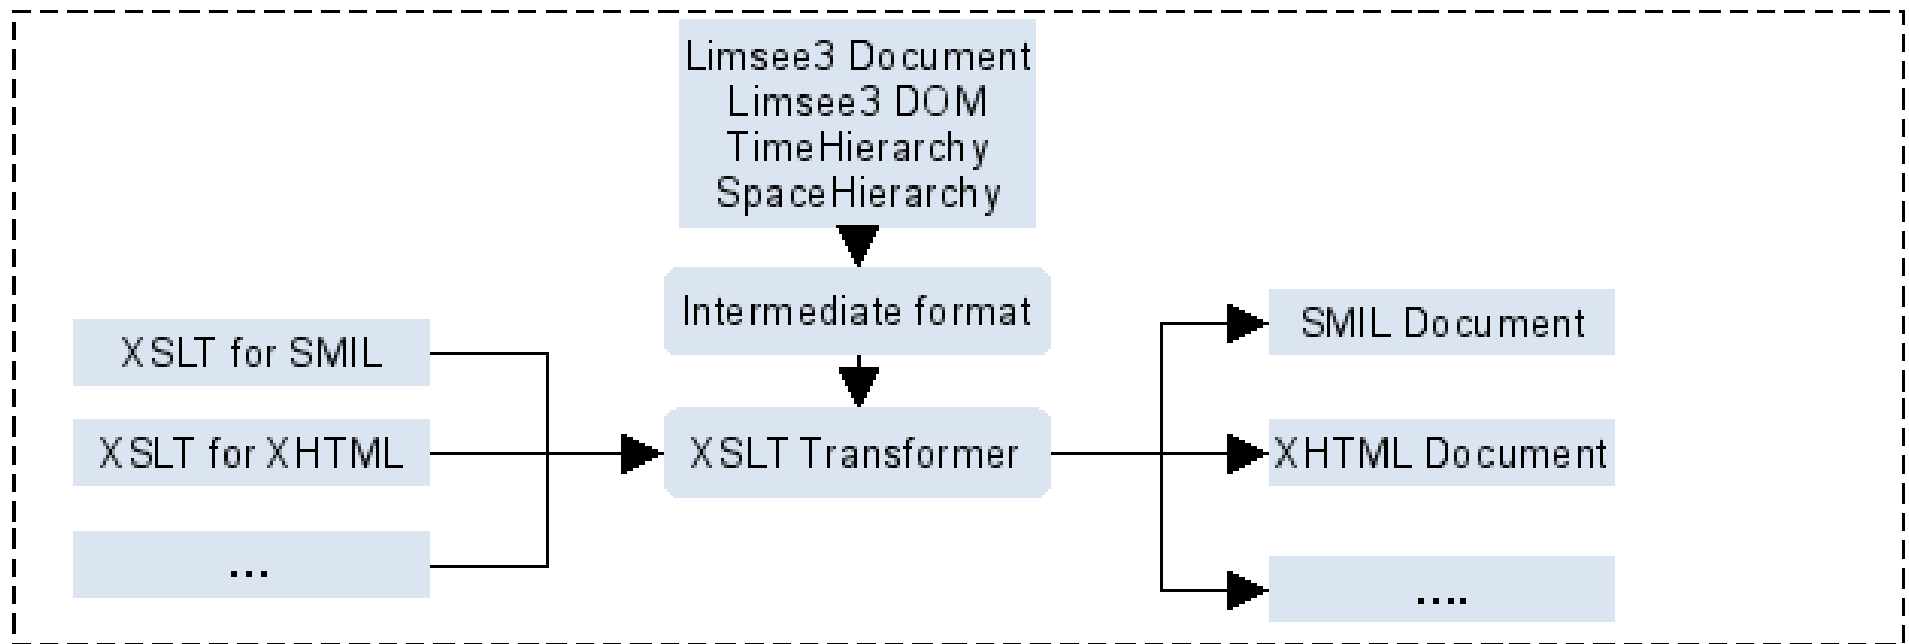 Limsee3 Document
Limsee3 DOM
TimeHierarchy
SpaceHierarchy
Intermediate format
XSLT for SMIL
SMIL Document
XSLT for XHTML
XSLT Transformer
XHTML Document
...
....